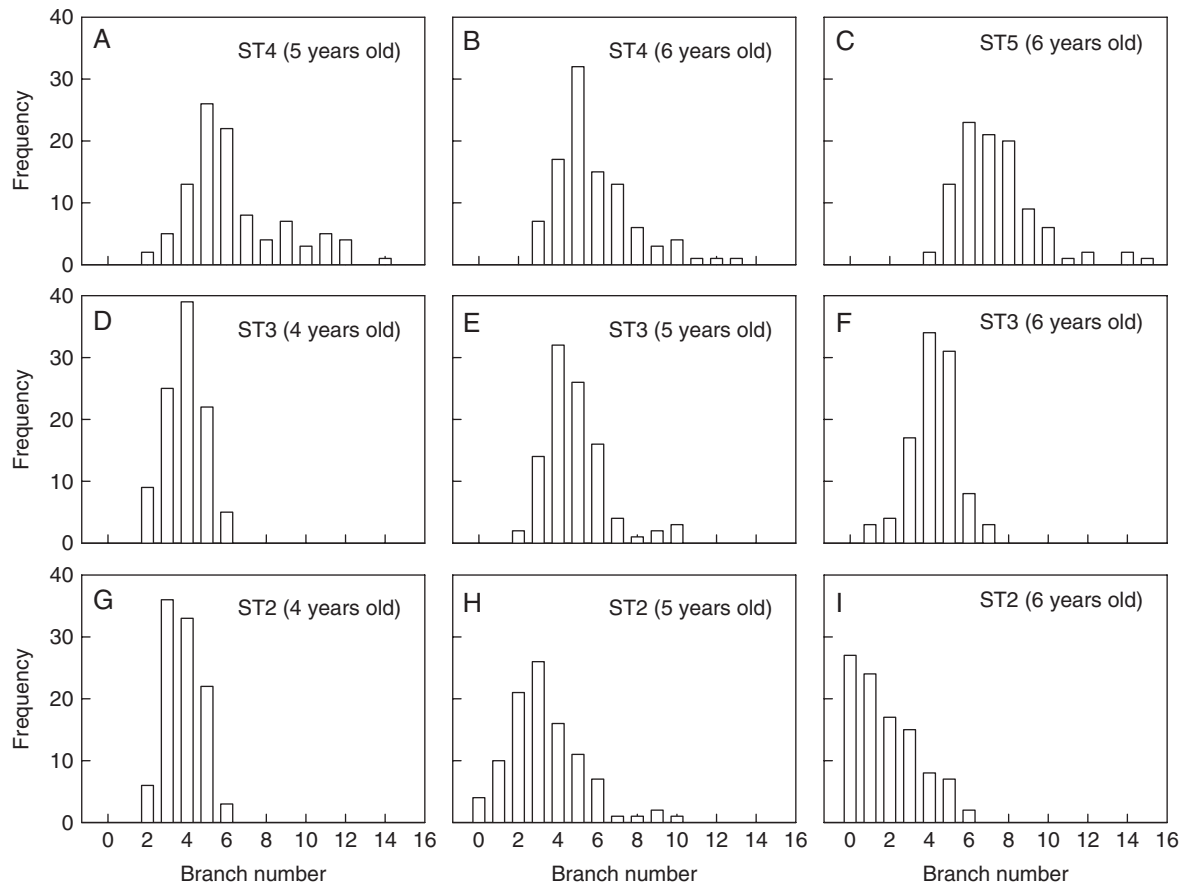 A
ST4 (5 years old)
B
ST4 (6 years old)
C
ST5 (6 years old)
40
30
20
10
0
Frequency
D
ST3 (4 years old)
E
ST3 (5 years old)
F
ST3 (6 years old)
40
30
20
10
0
Frequency
G
ST2 (4 years old)
H
ST2 (5 years old)
I
ST2 (6 years old)
40
30
20
10
0
Frequency
0 2 4 6 8 10 12 14 16
0 2 4 6 8 10 12 14 16
0 2 4 6 8 10 12 14 16
Branch number
Branch number
Branch number